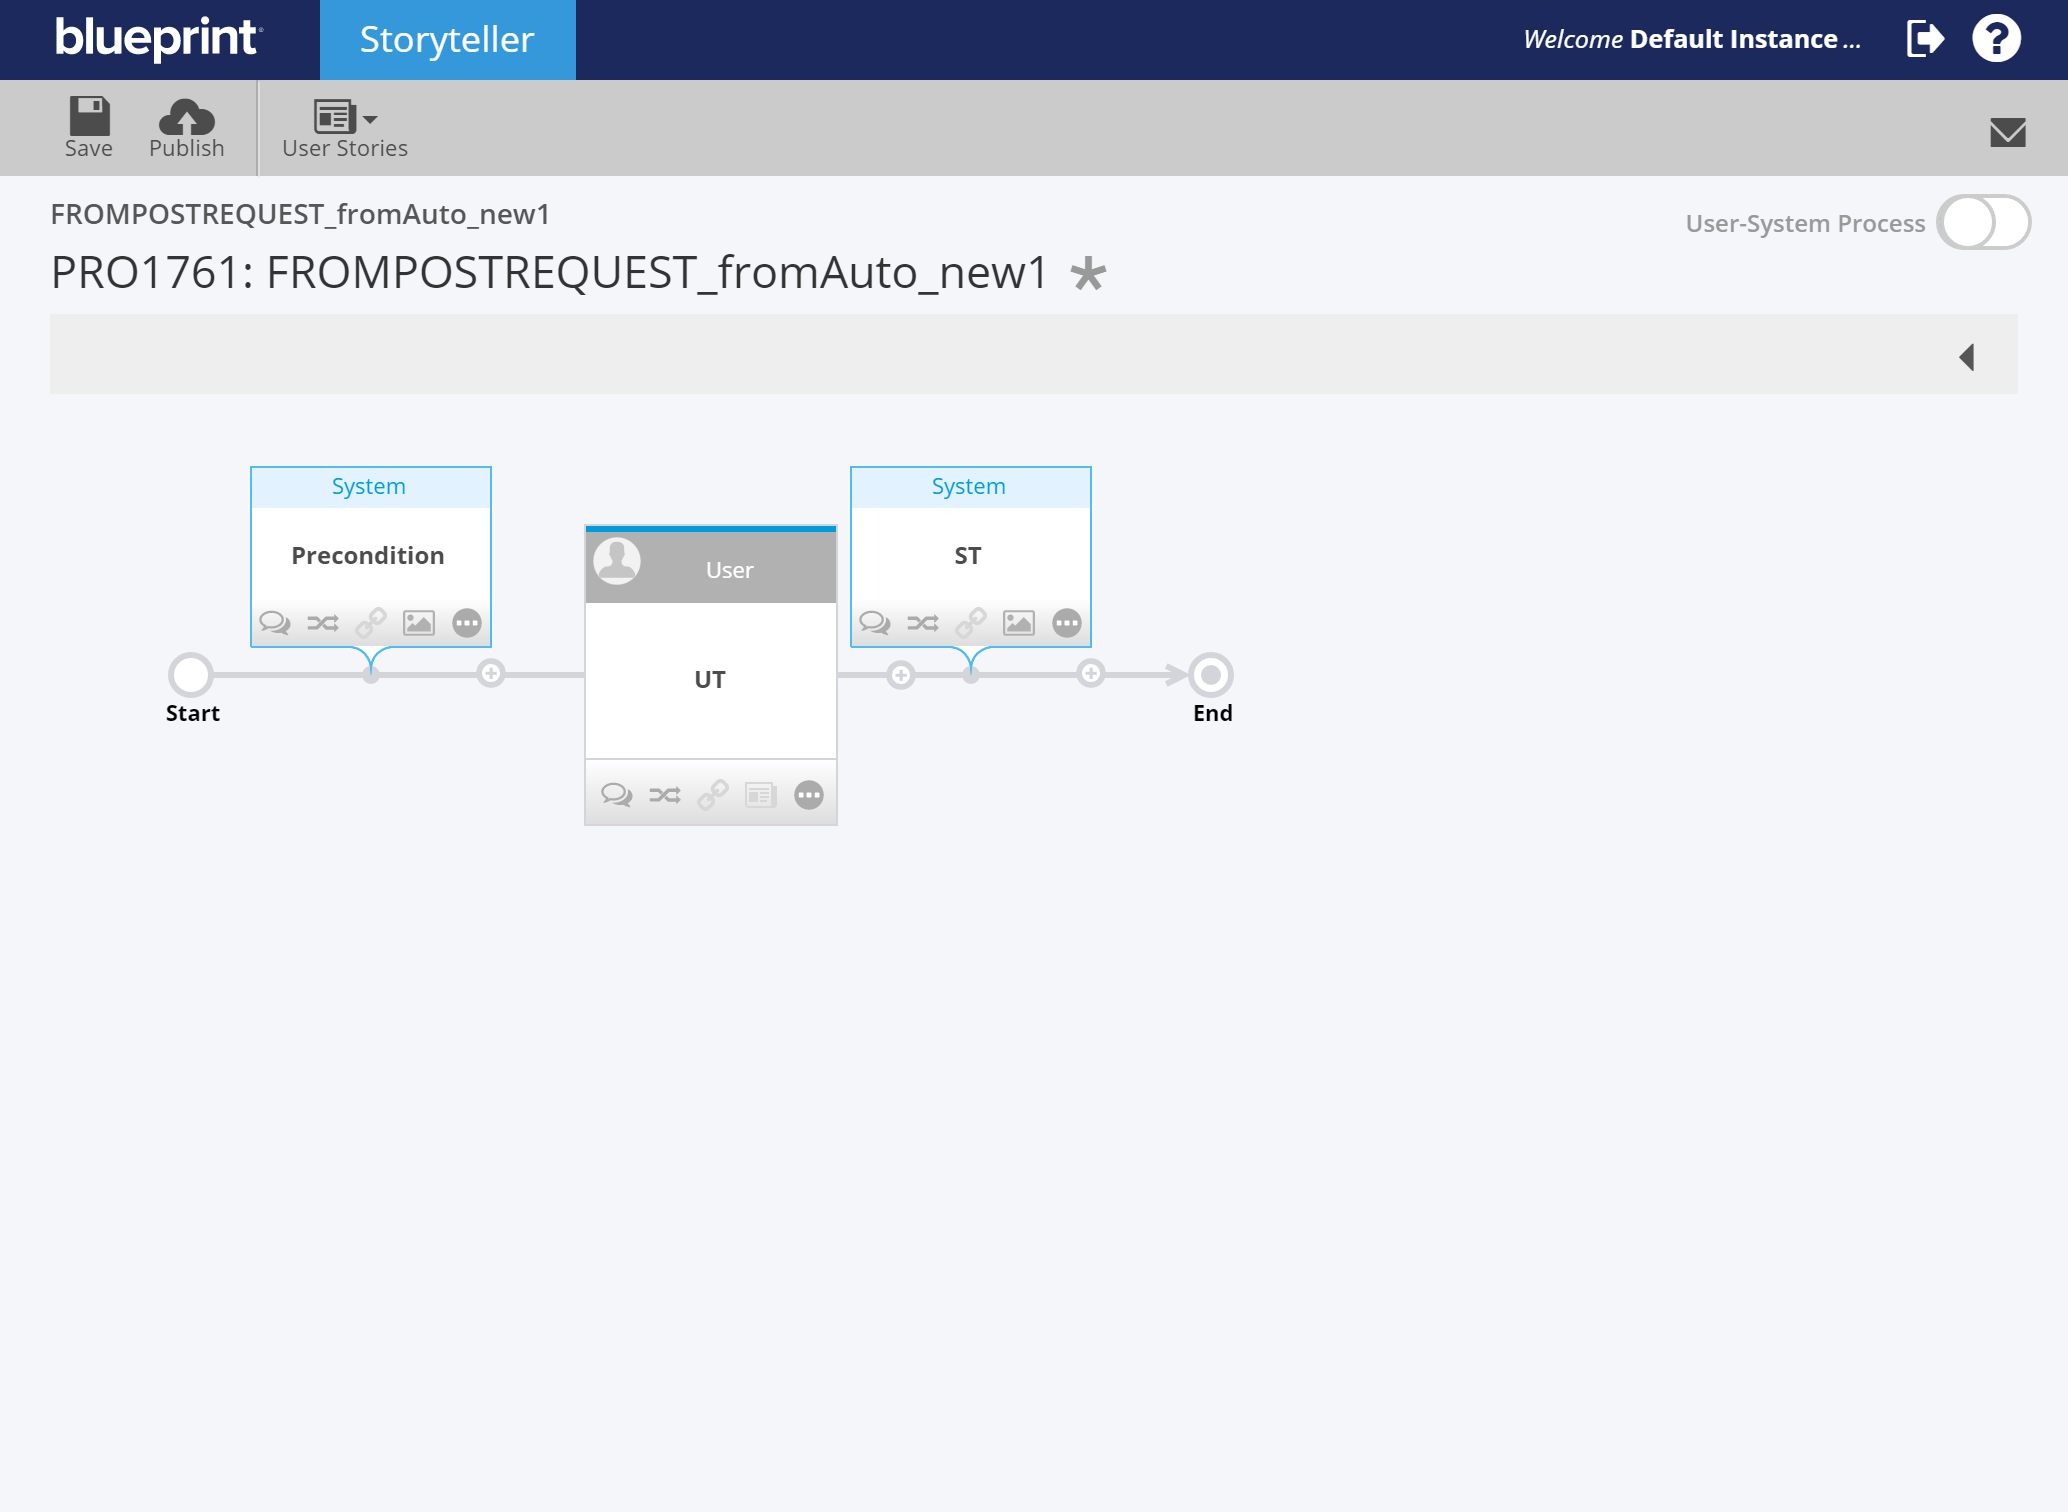 blueprint
Storyteller
Welcome Default Instance ...
Save
Publish
User Stories
FROMPOSTREQUEST_fromAuto_new1
User-System Process
PRO1761: FROMPOSTREQUEST_fromAuto_new1 *
System
System
Precondition
ST
User
UT
Start
End